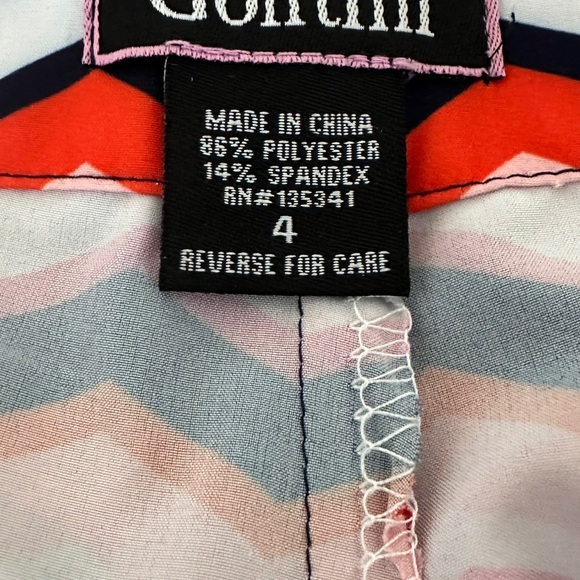 MADE IN CHINA
86% POLYESTER
14% SPANDEX
RN#135341
4
REVERSE FOR CARE